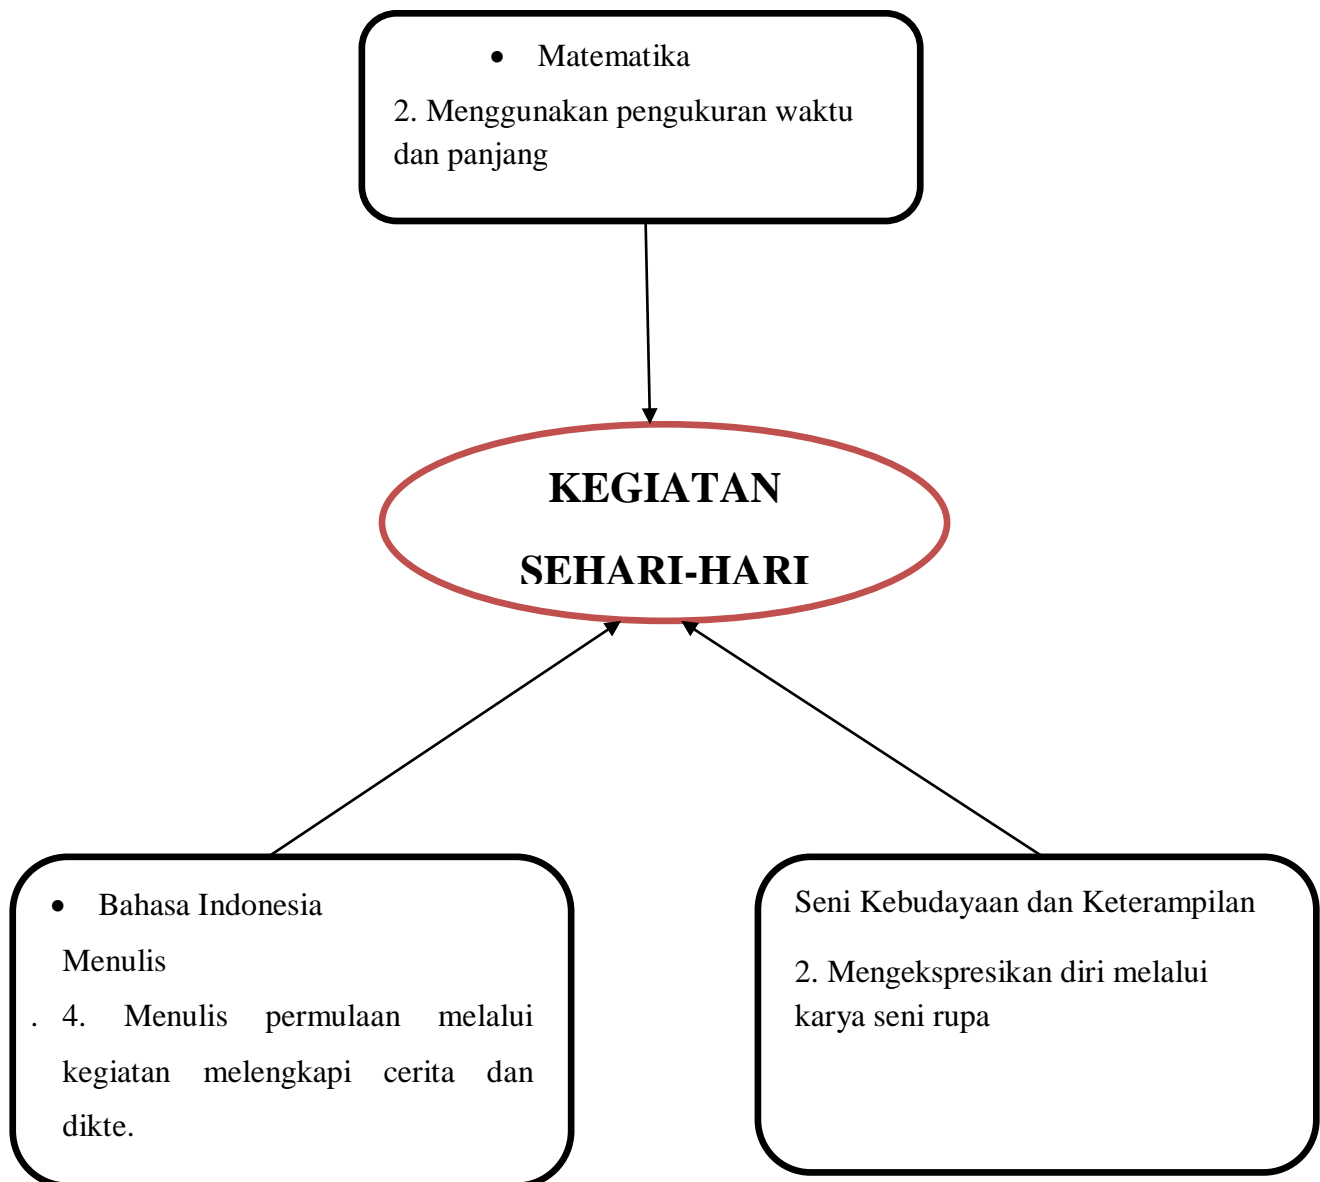 • Matematika
2. Menggunakan pengukuran waktu
dan panjang
KEGIATAN
SEHARI-HARI
• Bahasa Indonesia
Menulis
. 4. Menulis permulaan melalui
kegiatan melengkapi cerita dan
dikte.
Seni Kebudayaan dan Keterampilan
2. Mengekspresikan diri melalui
karya seni rupa